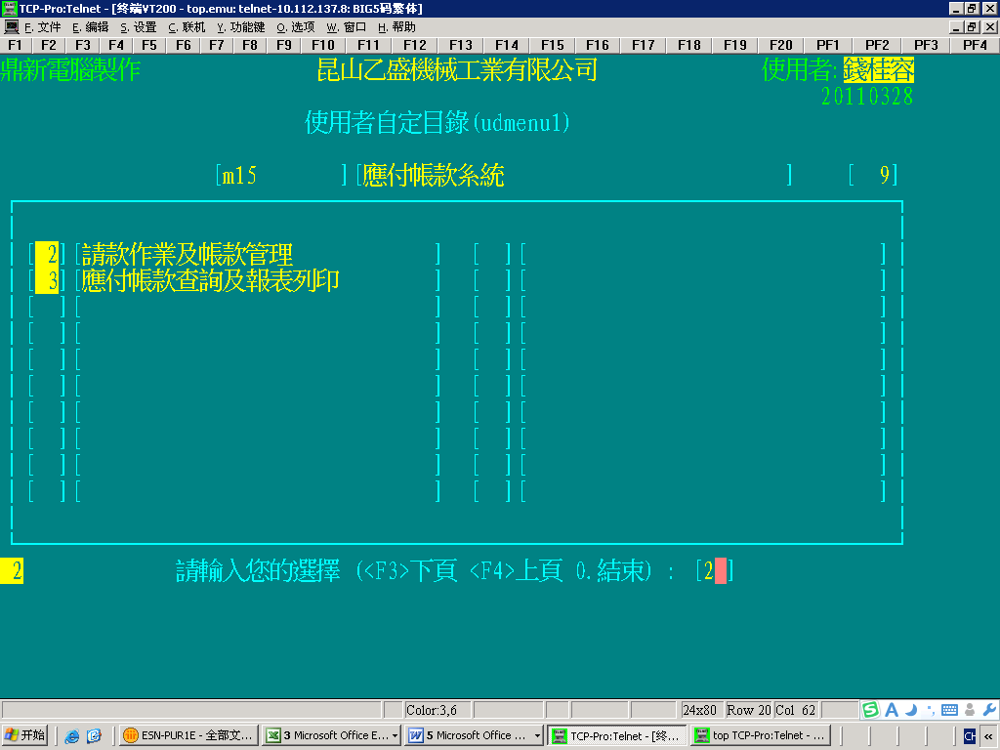 TCP-Pro:Telnet - [终端VT200 - top.emu: telnet-10.112.137.8: BIG5码繁体]
F. 文件 E. 编辑 S. 设置 C. 联机 Y. 功能键 O. 选项 W. 窗口 H. 帮助
F1 F2 F3 F4 F5 F6 F7 F8 F9 F10 F11 F12 F13 F14 F15 F16 F17 F18 F19 F20 PF1 PF2 PF3 PF4
鼎新電腦製作 昆山乙盛機械工業有限公司 使用者: 錢桂容
20110328
使用者自定目錄(udmenu1)
[m15 ] [應付帳款系統 ] [ 9]
[ 2] [請款作業及帳款管理 ] [ ] [ ]
[ 3] [應付帳款查詢及報表列印 ] [ ] [ ]
[ ] [ ] [ ] [ ]
[ ] [ ] [ ] [ ]
[ ] [ ] [ ] [ ]
[ ] [ ] [ ] [ ]
[ ] [ ] [ ] [ ]
[ ] [ ] [ ] [ ]
[ ] [ ] [ ] [ ]
[ ] [ ] [ ] [ ]
2 請輸入您的選擇 (<F3>下頁 <F4>上頁 0.結束) : [2 ]
Color:3,6 24x80 Row 20 Col 62
开始 ESN-PUR1E - 全部文... 3 Microsoft Office E... 5 Microsoft Office ... TCP-Pro:Telnet - [终... top TCP-Pro:Telnet - ... CH «